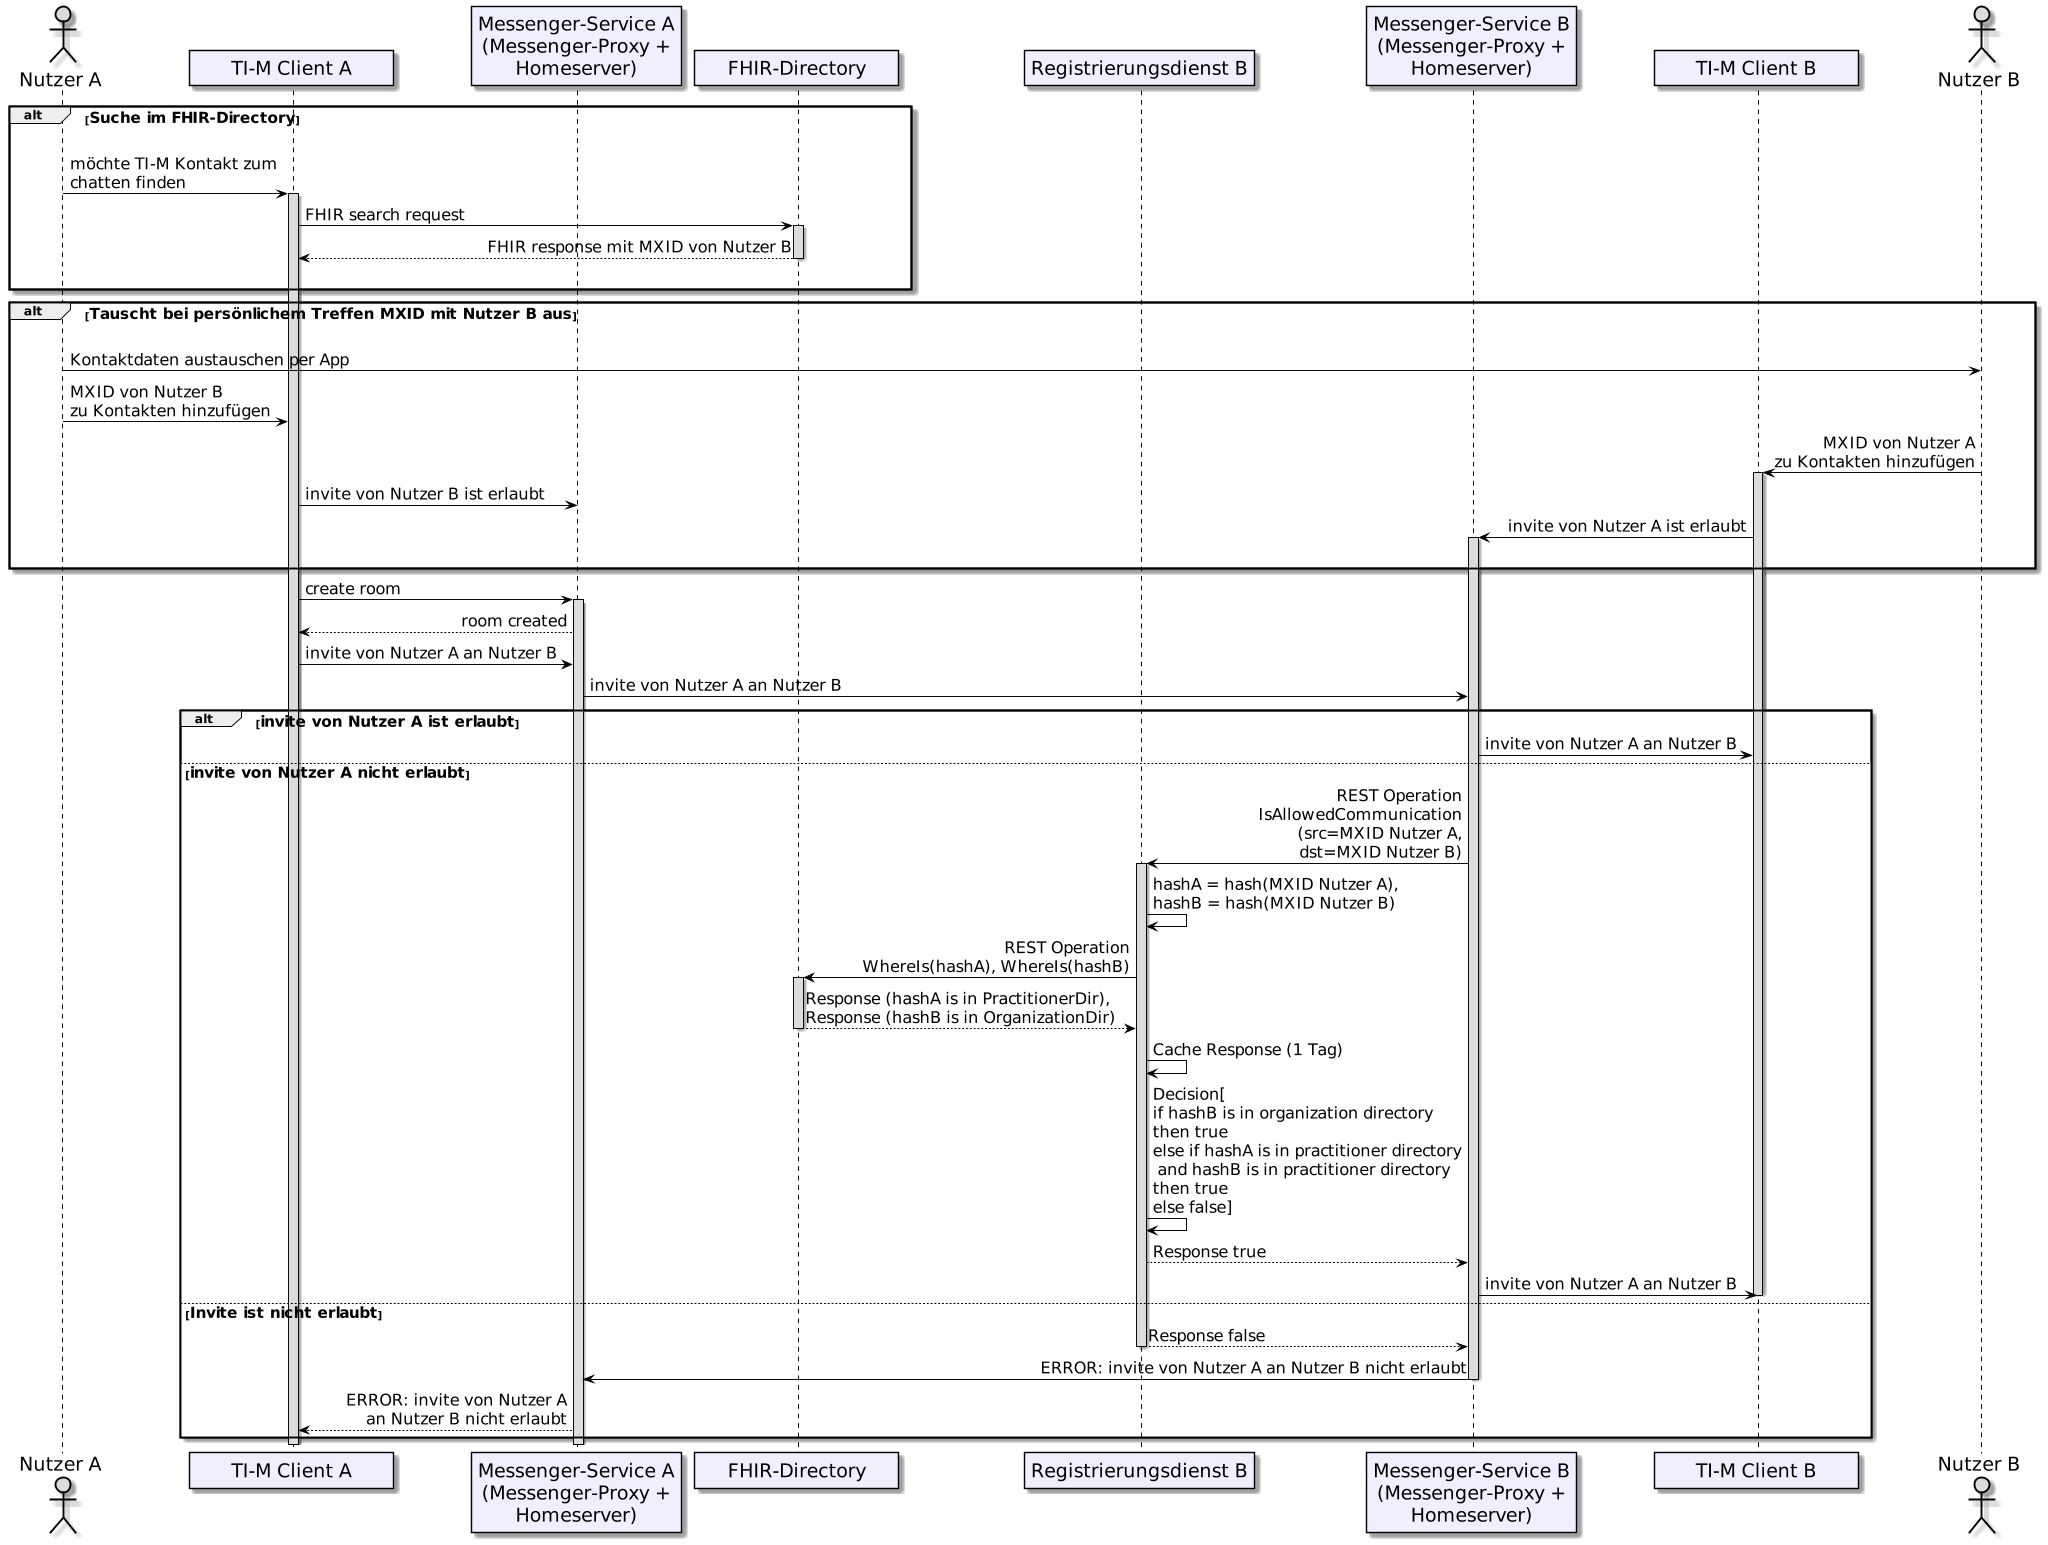 Nutzer A
TI-M Client A
Messenger-Service A
(Messenger-Proxy +
Homeserver)
FHIR-Directory
Registrierungsdienst B
Messenger-Service B
(Messenger-Proxy +
Homeserver)
TI-M Client B
Nutzer B
alt [Suche im FHIR-Directory]
möchte TI-M Kontakt zum
chatten finden
FHIR search request
FHIR response mit MXID von Nutzer B
alt [Tauscht bei persönlichem Treffen MXID mit Nutzer B aus]
Kontaktdaten austauschen per App
MXID von Nutzer B
zu Kontakten hinzufügen
MXID von Nutzer A
zu Kontakten hinzufügen
invite von Nutzer B ist erlaubt
invite von Nutzer A ist erlaubt
create room
room created
invite von Nutzer A an Nutzer B
invite von Nutzer A an Nutzer B
alt [invite von Nutzer A ist erlaubt]
invite von Nutzer A an Nutzer B
[invite von Nutzer A nicht erlaubt]
REST Operation
IsAllowedCommunication
(src=MXID Nutzer A,
dst=MXID Nutzer B)
hashA = hash(MXID Nutzer A),
hashB = hash(MXID Nutzer B)
REST Operation
WhereIs(hashA), WhereIs(hashB)
Response (hashA is in PractitionerDir),
Response (hashB is in OrganizationDir)
Cache Response (1 Tag)
Decision[
if hashB is in organization directory
then true
else if hashA is in practitioner directory
and hashB is in practitioner directory
then true
else false]
Response true
invite von Nutzer A an Nutzer B
[Invite ist nicht erlaubt]
Response false
ERROR: invite von Nutzer A an Nutzer B nicht erlaubt
ERROR: invite von Nutzer A
an Nutzer B nicht erlaubt
Nutzer A
TI-M Client A
Messenger-Service A
(Messenger-Proxy +
Homeserver)
FHIR-Directory
Registrierungsdienst B
Messenger-Service B
(Messenger-Proxy +
Homeserver)
TI-M Client B
Nutzer B